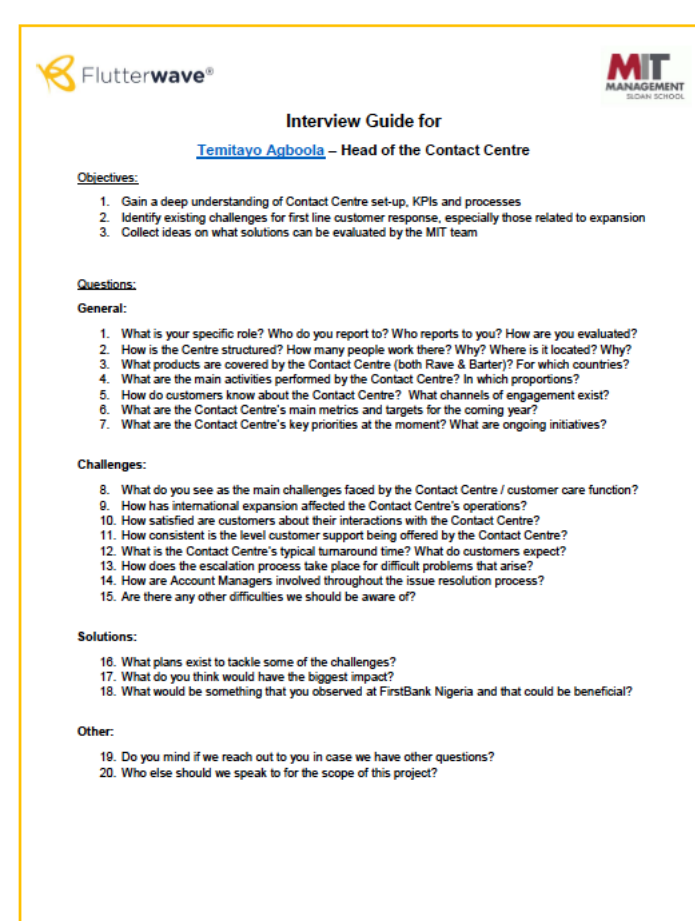 Flutterwave®
MIT
MANAGEMENT
SLOAN SCHOOL
Interview Guide for
Temitayo Agboola – Head of the Contact Centre
Objectives:
1. Gain a deep understanding of Contact Centre set-up, KPIs and processes
2. Identify existing challenges for first line customer response, especially those related to expansion
3. Collect ideas on what solutions can be evaluated by the MIT team
Questions:
General:
1. What is your specific role? Who do you report to? Who reports to you? How are you evaluated?
2. How is the Centre structured? How many people work there? Why? Where is it located? Why?
3. What products are covered by the Contact Centre (both Rave & Barter)? For which countries?
4. What are the main activities performed by the Contact Centre? In which proportions?
5. How do customers know about the Contact Centre? What channels of engagement exist?
6. What are the Contact Centre's main metrics and targets for the coming year?
7. What are the Contact Centre's key priorities at the moment? What are ongoing initiatives?
Challenges:
8. What do you see as the main challenges faced by the Contact Centre / customer care function?
9. How has international expansion affected the Contact Centre's operations?
10. How satisfied are customers about their interactions with the Contact Centre?
11. How consistent is the level customer support being offered by the Contact Centre?
12. What is the Contact Centre's typical turnaround time? What do customers expect?
13. How does the escalation process take place for difficult problems that arise?
14. How are Account Managers involved throughout the issue resolution process?
15. Are there any other difficulties we should be aware of?
Solutions:
16. What plans exist to tackle some of the challenges?
17. What do you think would have the biggest impact?
18. What would be something that you observed at FirstBank Nigeria and that could be beneficial?
Other:
19. Do you mind if we reach out to you in case we have other questions?
20. Who else should we speak to for the scope of this project?